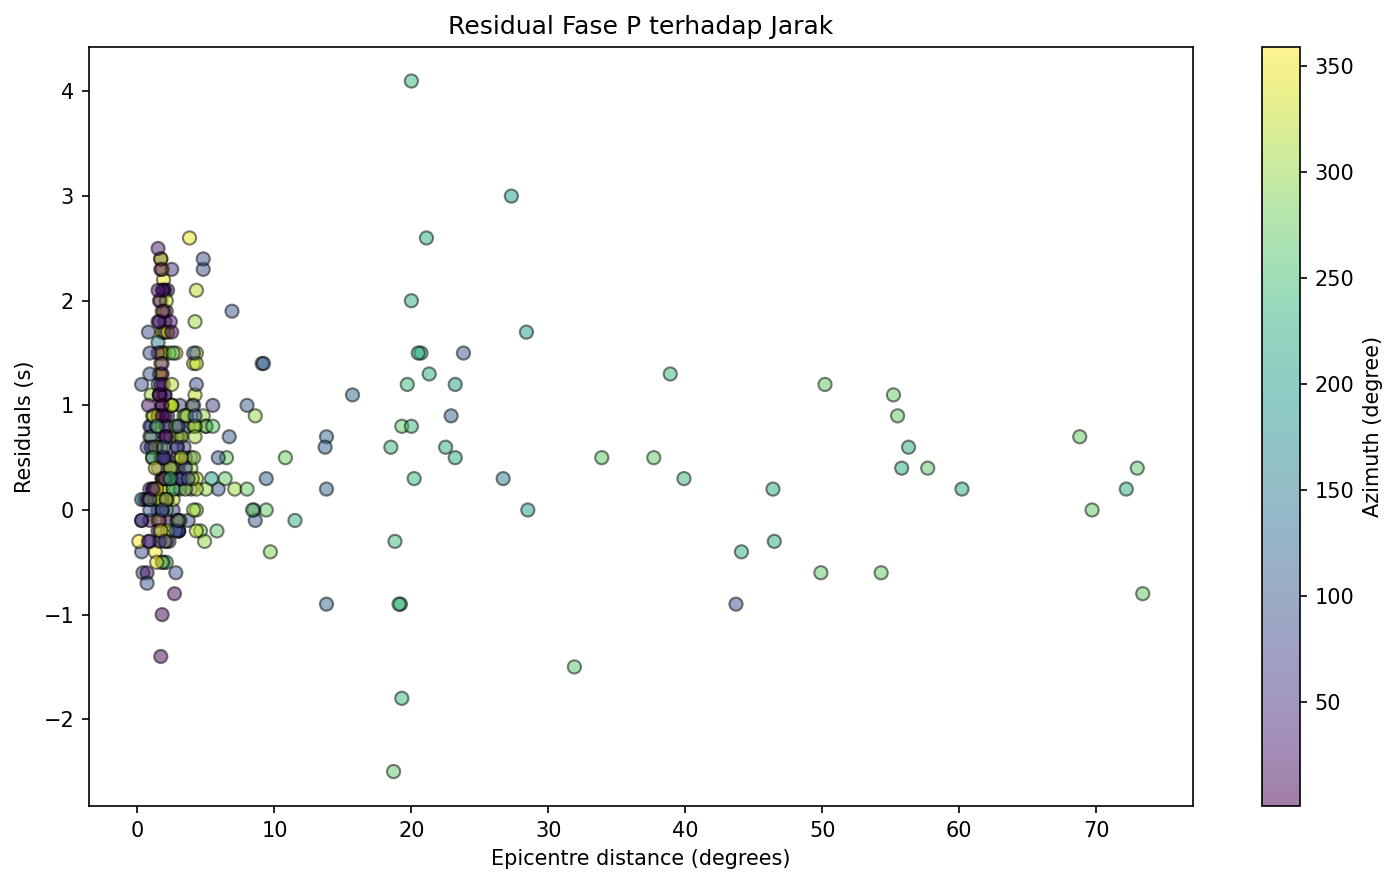 Residual Fase P terhadap Jarak
4
3
2
1
0
−1
−2
Residuals (s)
0 10 20 30 40 50 60 70
Epicentre distance (degrees)
350
300
250
200
150
100
50
Azimuth (degree)